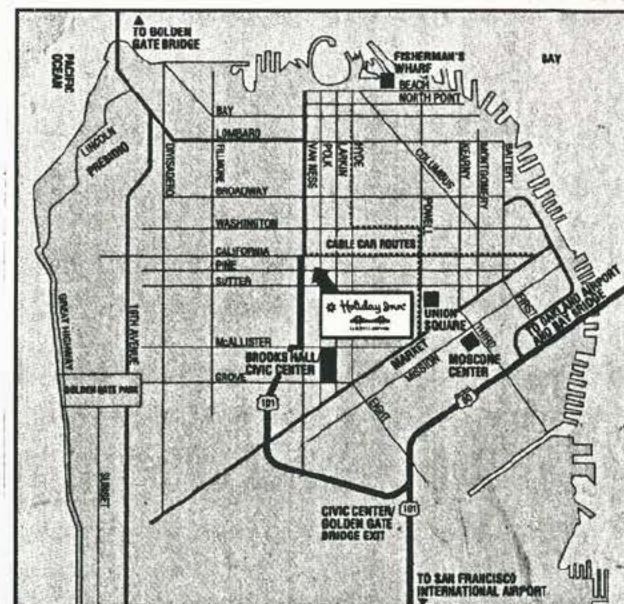 TO GOLDEN
GATE BRIDGE
PACIFIC
OCEAN
FISHERMAN'S
WHARF
BAY
BEACH
NORTH POINT
BAY
LINCOLN
PRESIDIO
LOMBARD
DIVISADERO
FILLMORE
VAN NESS
POLK
LARKIN
HYDE
COLUMBUS
POWELL
KEARNY
MONTGOMERY
BATTERY
BROADWAY
WASHINGTON
CABLE CAR ROUTES
CALIFORNIA
PINE
SUTTER
Holiday Inn
UNION
SQUARE
FIRST
THIRD
TO OAKLAND AIRPORT
AND BAY BRIDGE
GREAT HIGHWAY
19TH AVENUE
McALLISTER
BROOKS HALL/
CIVIC CENTER
MARKET
MISSION
MOSCONE
CENTER
GOLDEN GATE PARK
GROVE
101
EIGHT
80
SUNSET
CIVIC CENTER/
GOLDEN GATE
BRIDGE EXIT
101
TO SAN FRANCISCO
INTERNATIONAL AIRPORT